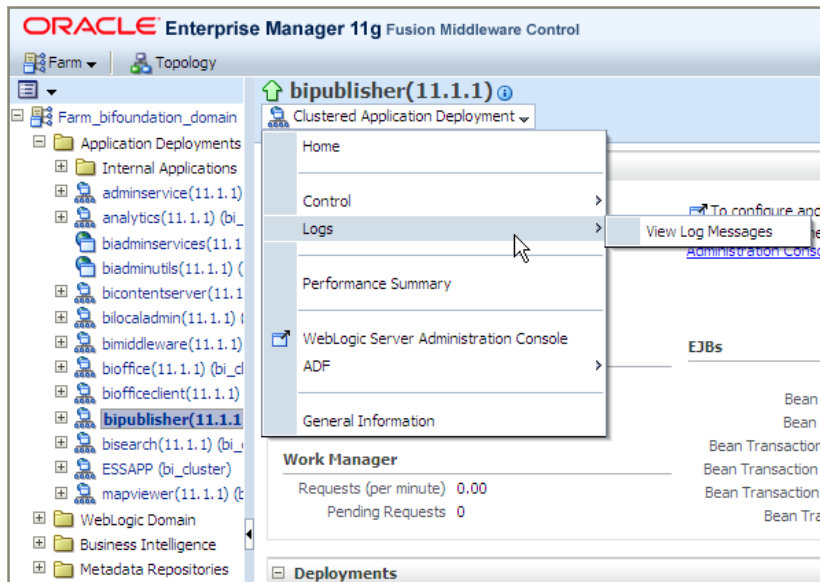 ORACLE Enterprise Manager 11g Fusion Middleware Control
Farm Topology
Farm_bifoundation_domain
Application Deployments
Internal Applications
adminservice(11.1.1)
analytics(11.1.1) (bi_
biadminservices(11.1
biadminutils(11.1.1) (
bicontentserver(11.1
bilocaladmin(11.1.1) (
bimiddleware(11.1.1)
bioffice(11.1.1) (bi_cl
biofficeclient(11.1.1)
bipublisher(11.1.1
bisearch(11.1.1) (bi_
ESSAPP (bi_cluster)
mapviewer(11.1.1) (b
WebLogic Domain
Business Intelligence
Metadata Repositories
bipublisher(11.1.1)
Clustered Application Deployment
Home
Control
Logs
View Log Messages
Performance Summary
WebLogic Server Administration Console
ADF
General Information
To configure and
Administration Conso
EJBs
Bean
Bean
Bean Transaction
Bean Transaction
Bean Transaction
Bean Tra
Work Manager
Requests (per minute) 0.00
Pending Requests 0
Deployments